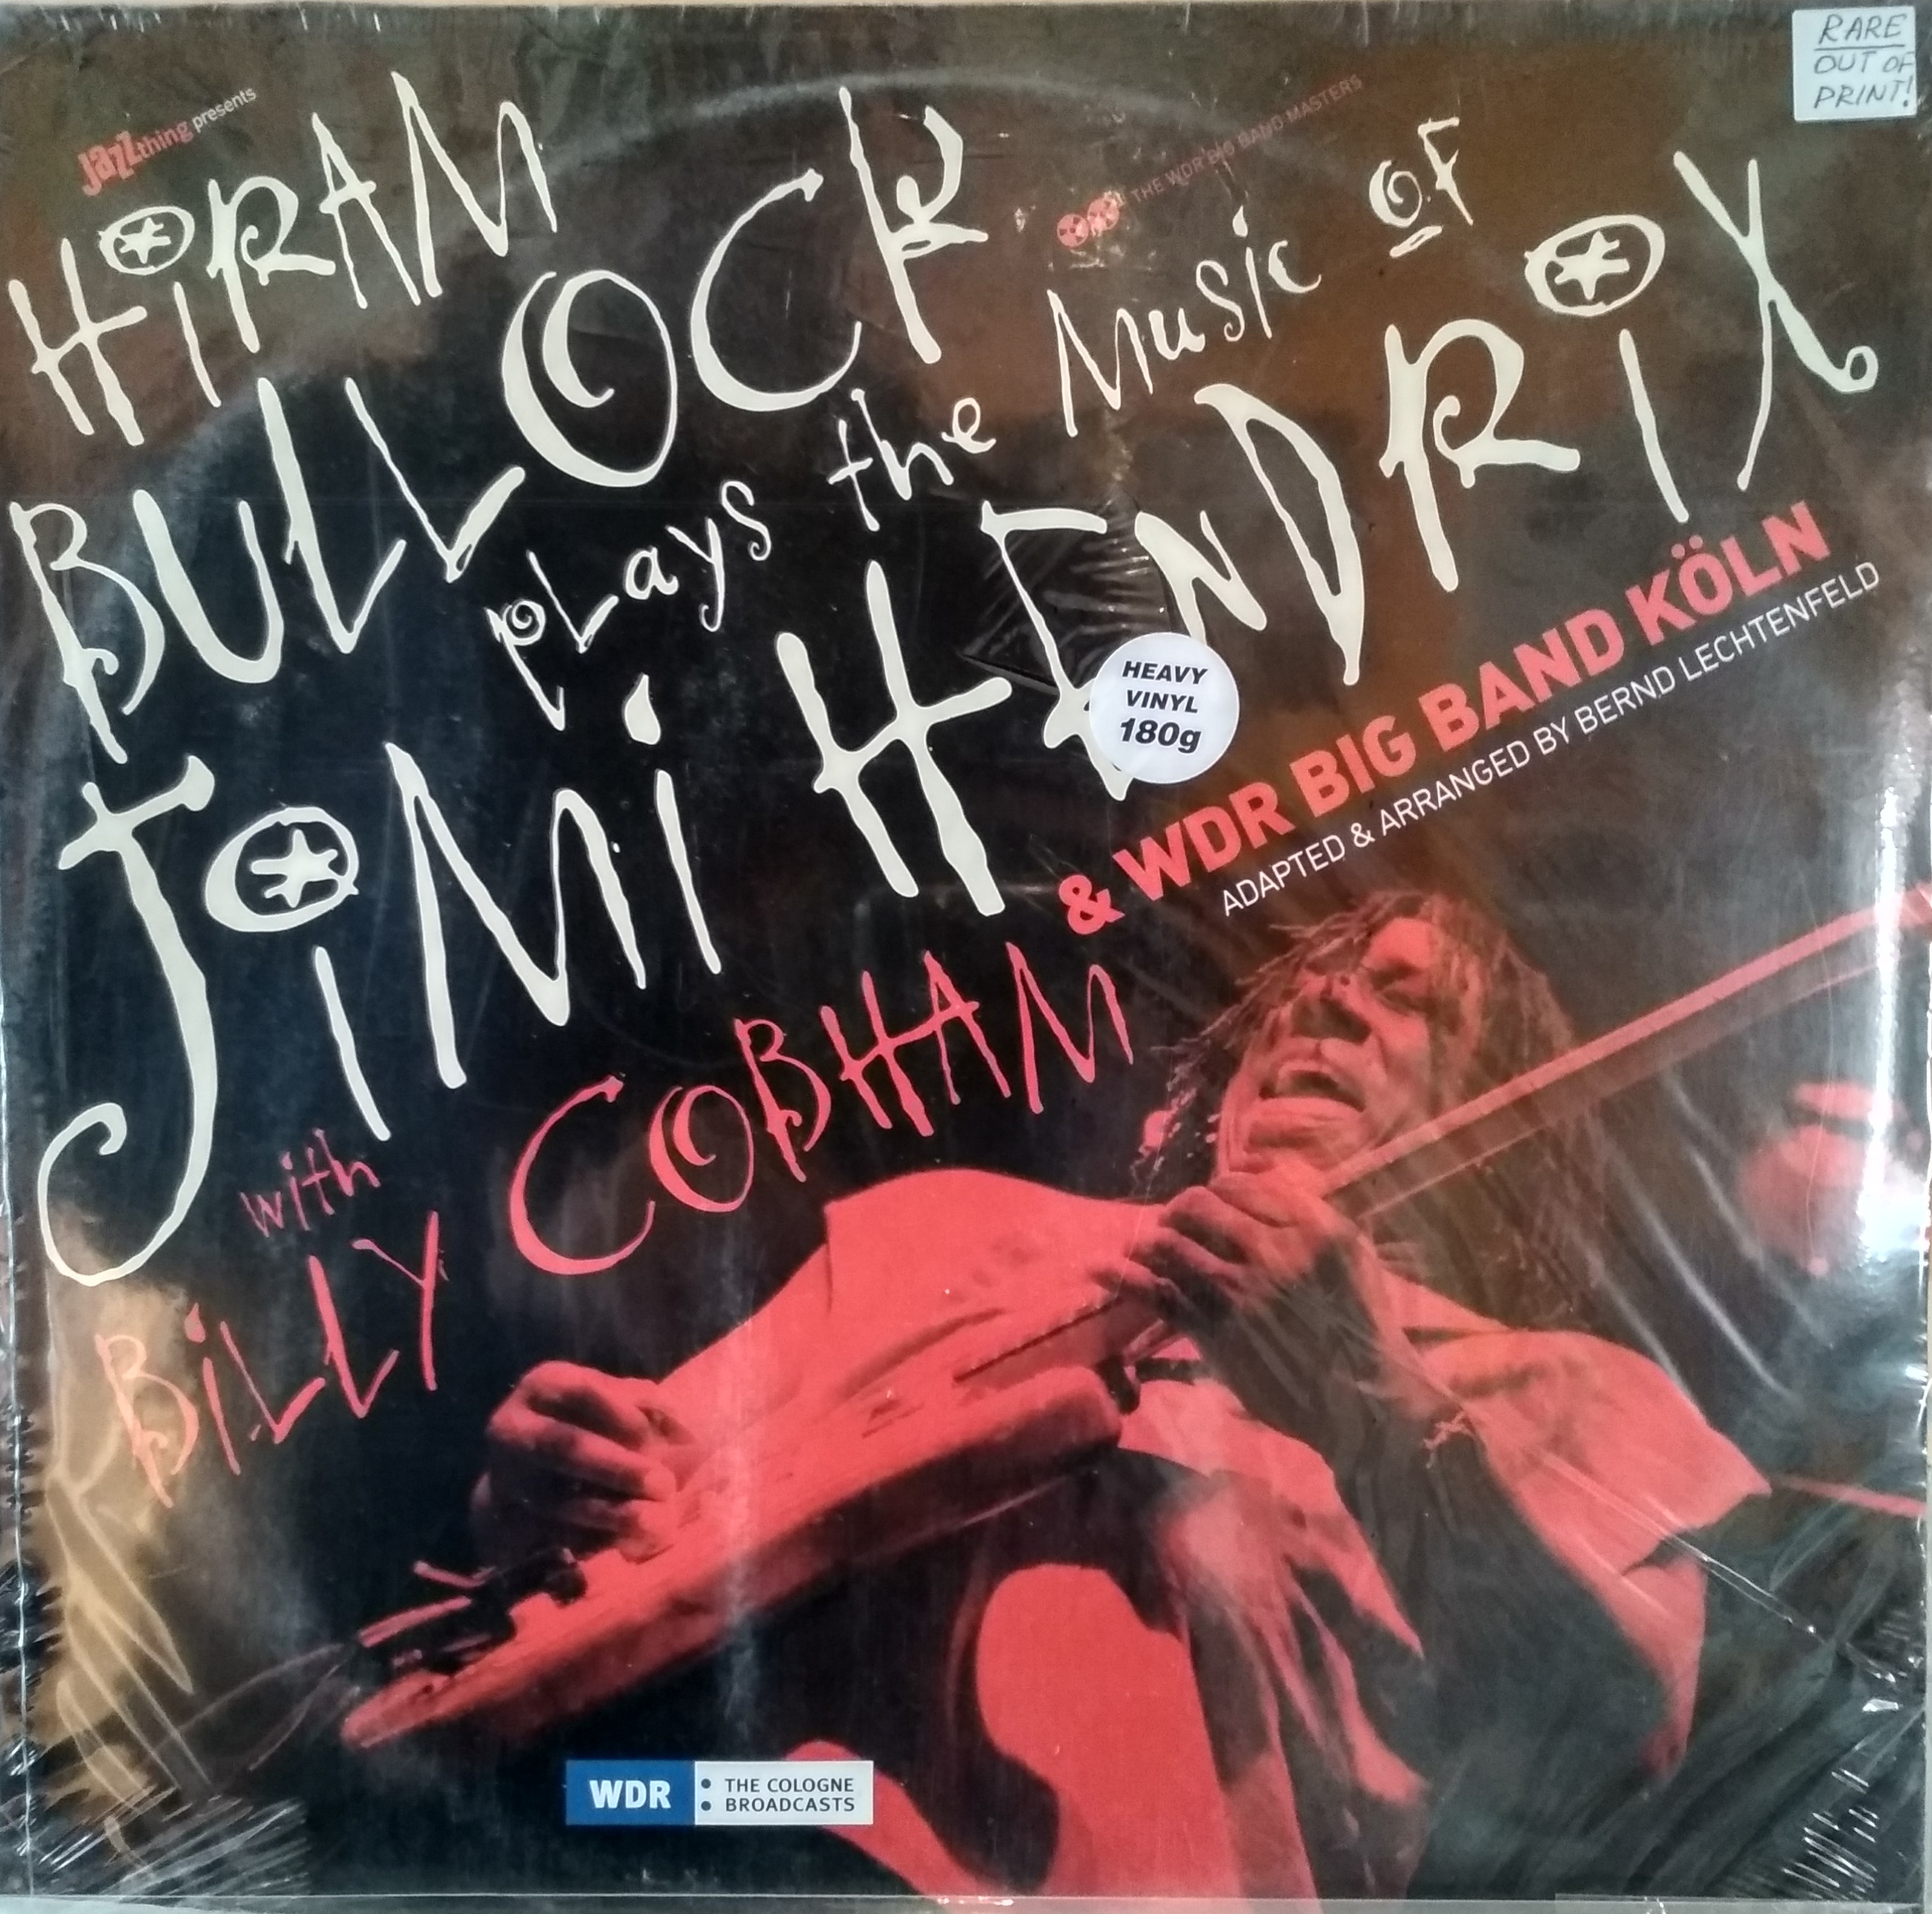 RARE
OUT OF
PRINT!
Jazzthing presents
THE WDR BIG BAND MASTERS
HiRAM
BULLOCK
pLays the Music OF
JiMi HENDRiX
HEAVY
VINYL
180g
& WDR BIG BAND KÖLN
ADAPTED & ARRANGED BY BERND LECHTENFELD
with
BiLLY COBHAM
WDR
THE COLOGNE
BROADCASTS